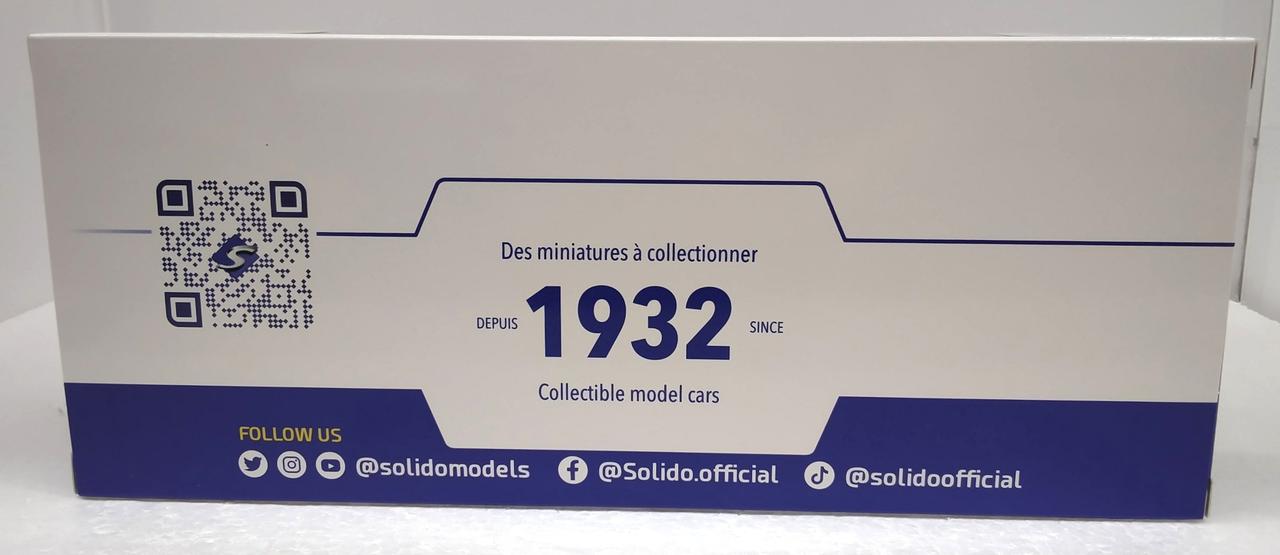 Des miniatures à collectionner
DEPUIS 1932 SINCE
Collectible model cars
FOLLOW US
@solidomodels @Solido.official @solidoofficial